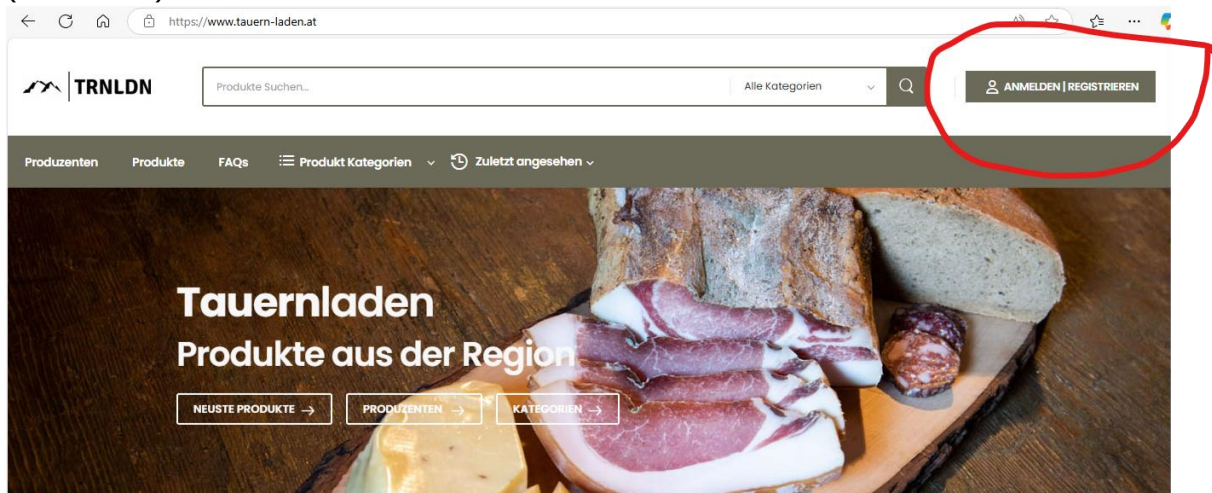 https://www.tauern-laden.at
TRNLDN
Produkte Suchen...
Alle Kategorien
ANMELDEN | REGISTRIEREN
Produzenten
Produkte
FAQs
Produkt Kategorien
Zuletzt angesehen
Tauernladen
Produkte aus der Region
NEUSTE PRODUKTE →
PRODUZENTEN →
KATEGORIEN →